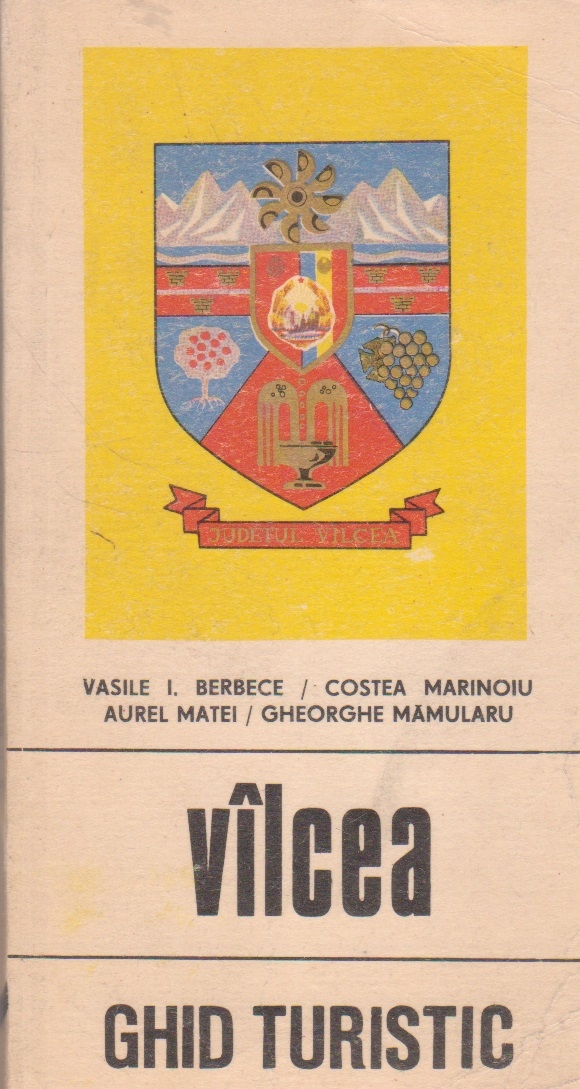 JUDEȚUL VÎLCEA
VASILE I. BERBECE / COSTEA MARINOIU
AUREL MATEI / GHEORGHE MĂMULARU
vîlcea
GHID TURISTIC